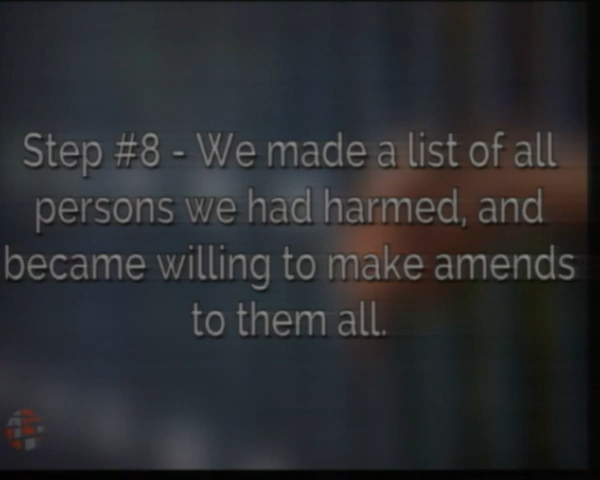 Step #8 - We made a list of all
persons we had harmed, and
became willing to make amends
to them all.